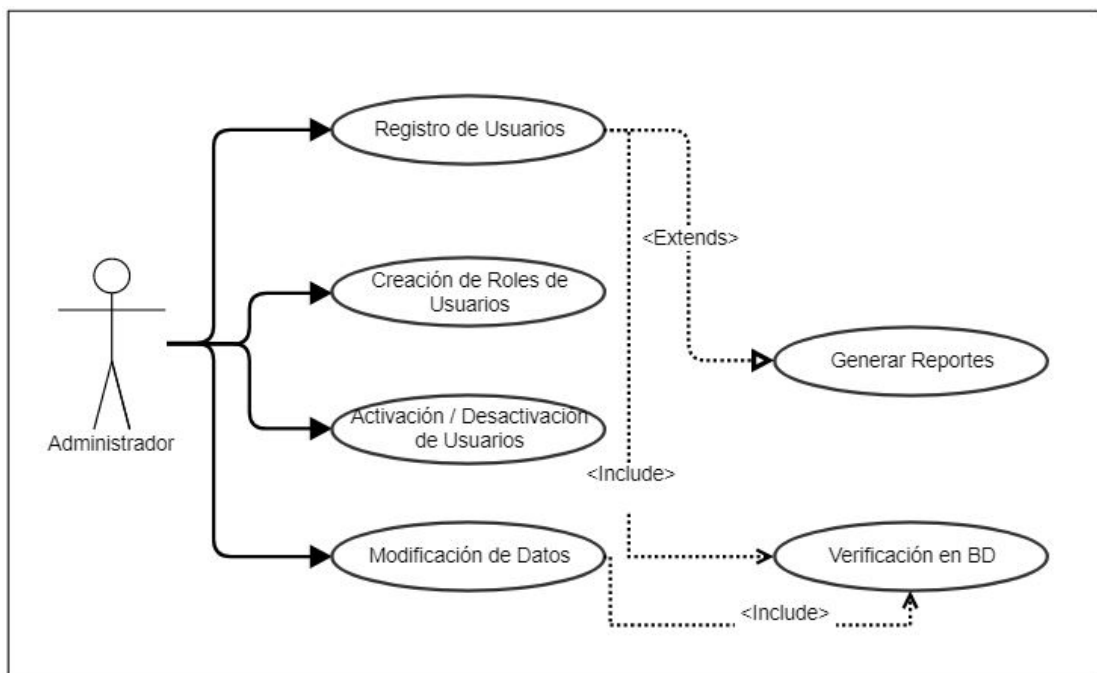 Registro de Usuarios
<Extends>
Creación de Roles de
Usuarios
Generar Reportes
Administrador
Activación / Desactivación
de Usuarios
<Include>
Modificación de Datos
Verificación en BD
<Include>